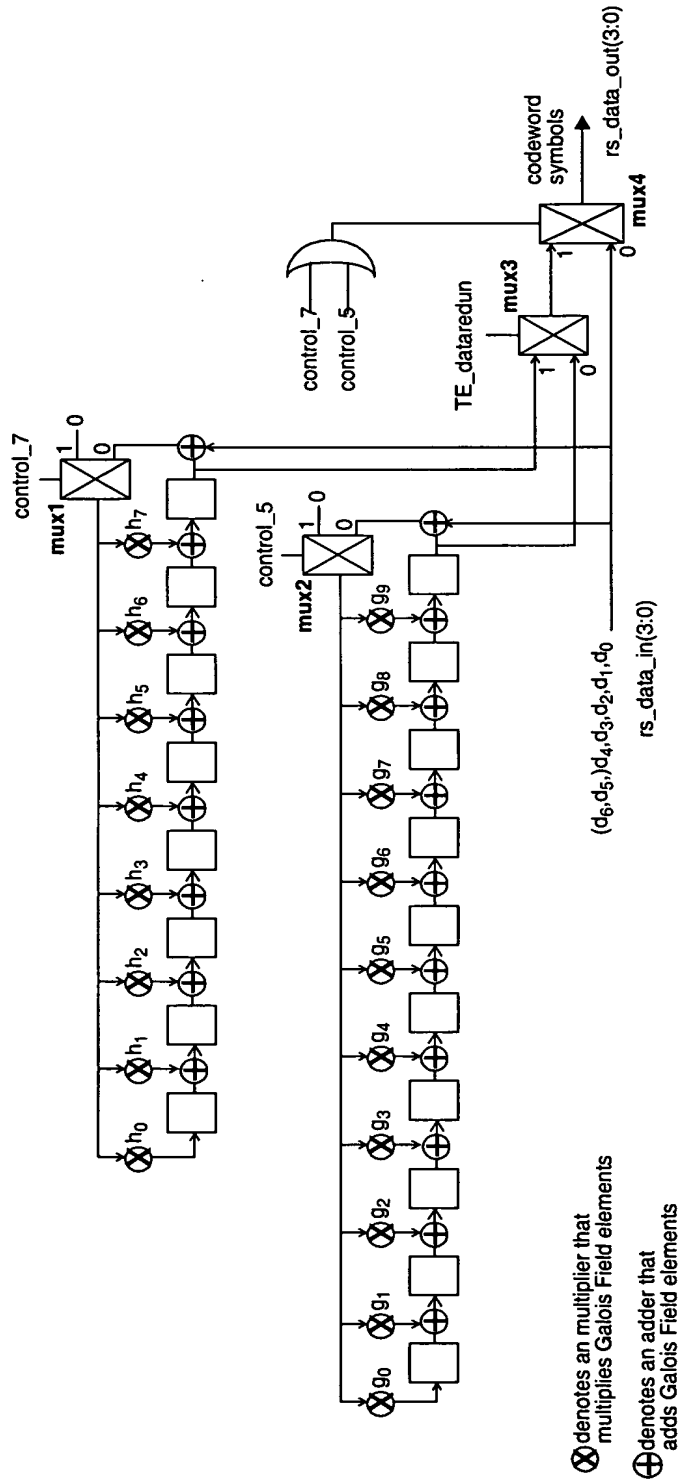 control_7
mux1
1
0
0
h0
h1
h2
h3
h4
h5
h6
h7
control_5
mux2
1
0
0
g0
g1
g2
g3
g4
g5
g6
g7
g8
g9
control_7
control_5
TE_dataredun
mux3
1
0
codeword
symbols
mux4
1
0
rs_data_out(3:0)
(d6,d5,)d4,d3,d2,d1,d0
rs_data_in(3:0)
denotes an multiplier that
multiplies Galois Field elements
denotes an adder that
adds Galois Field elements